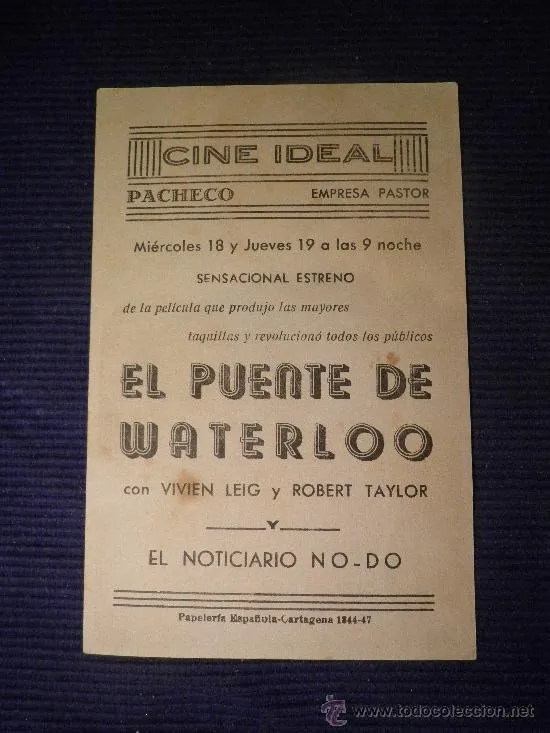 CINE IDEAL
PACHECO EMPRESA PASTOR
Miércoles 18 y Jueves 19 a las 9 noche
SENSACIONAL ESTRENO
de la película que produjo las mayores
taquillas y revolucionó todos los públicos
EL PUENTE DE
WATERLOO
con VIVIEN LEIG y ROBERT TAYLOR
Y
EL NOTICIARIO NO-DO
Papelería Española-Cartagena 1844-47
todocoleccion
www.todocoleccion.net